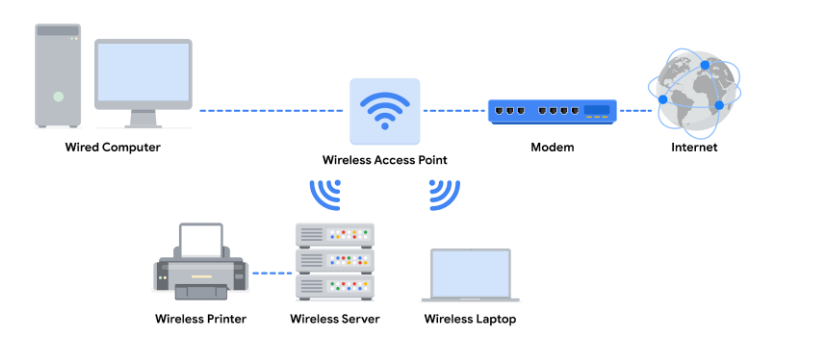 Wired Computer
Wireless Access Point
Modem
Internet
Wireless Printer
Wireless Server
Wireless Laptop